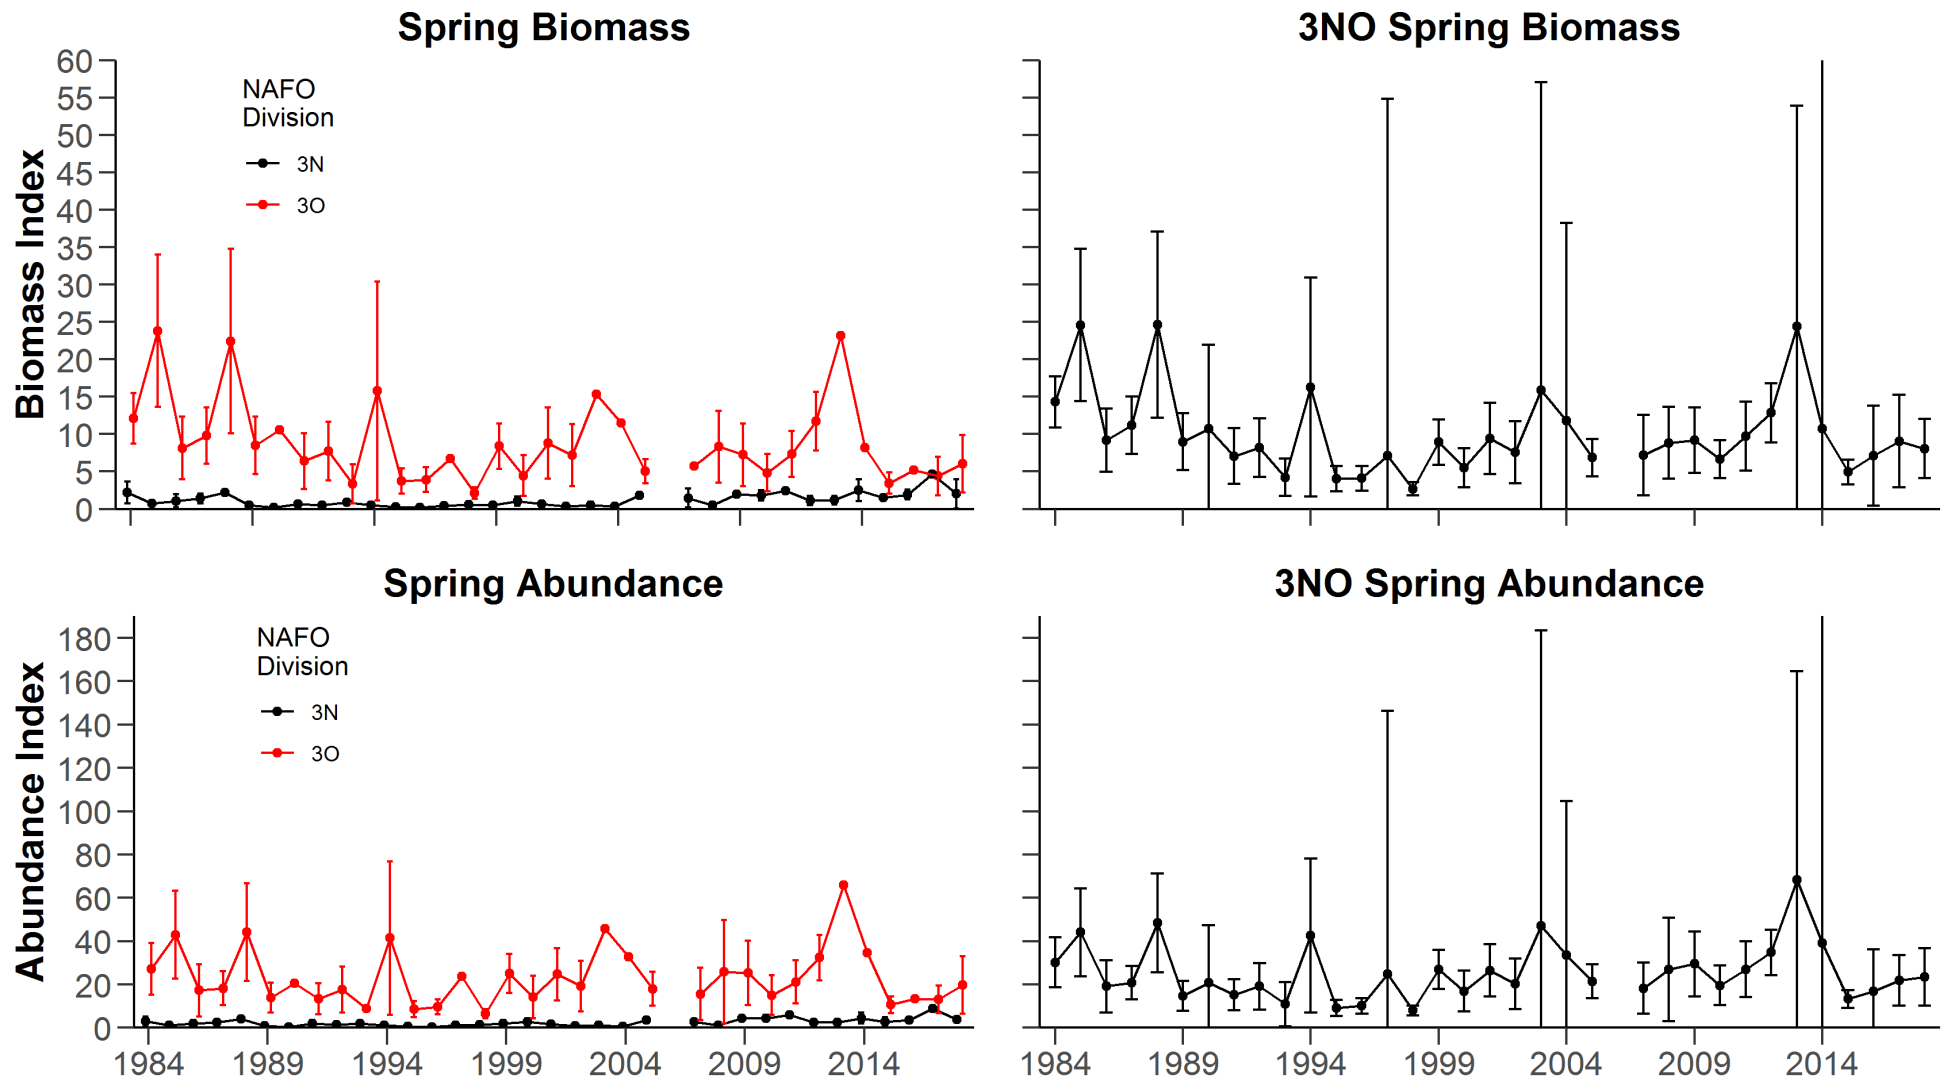 Spring Biomass
3NO Spring Biomass
Biomass Index
60
55
50
45
40
35
30
25
20
15
10
5
0
NAFO
Division
3N
3O
Spring Abundance
3NO Spring Abundance
Abundance Index
180
160
140
120
100
80
60
40
20
0
NAFO
Division
3N
3O
1984 1989 1994 1999 2004 2009 2014
1984 1989 1994 1999 2004 2009 2014